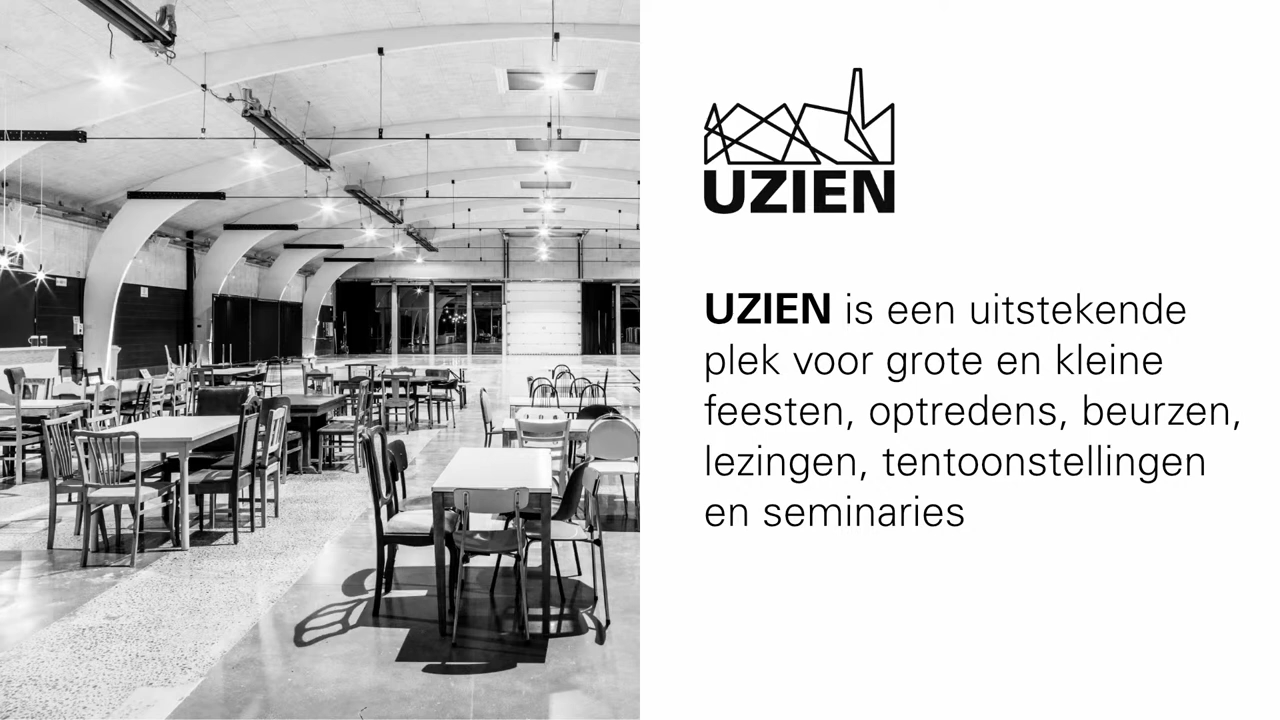 UZIEN
UZIEN is een uitstekende
plek voor grote en kleine
feesten, optredens, beurzen,
lezingen, tentoonstellingen
en seminaries